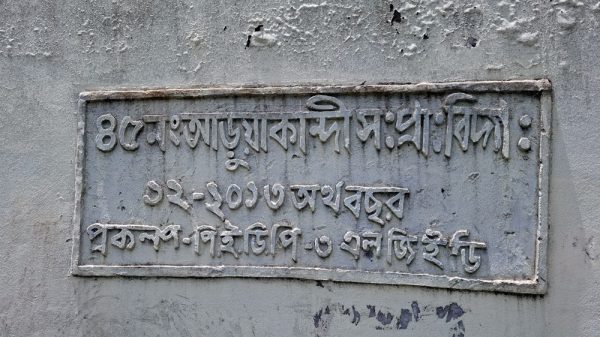 ৪৫নং আড়ুয়াকান্দী স:প্রা:বিদ্যা:
১২-২০১৩ অর্থবছর
প্রকল্প-পিইডিপি-৩ এলজিইডি